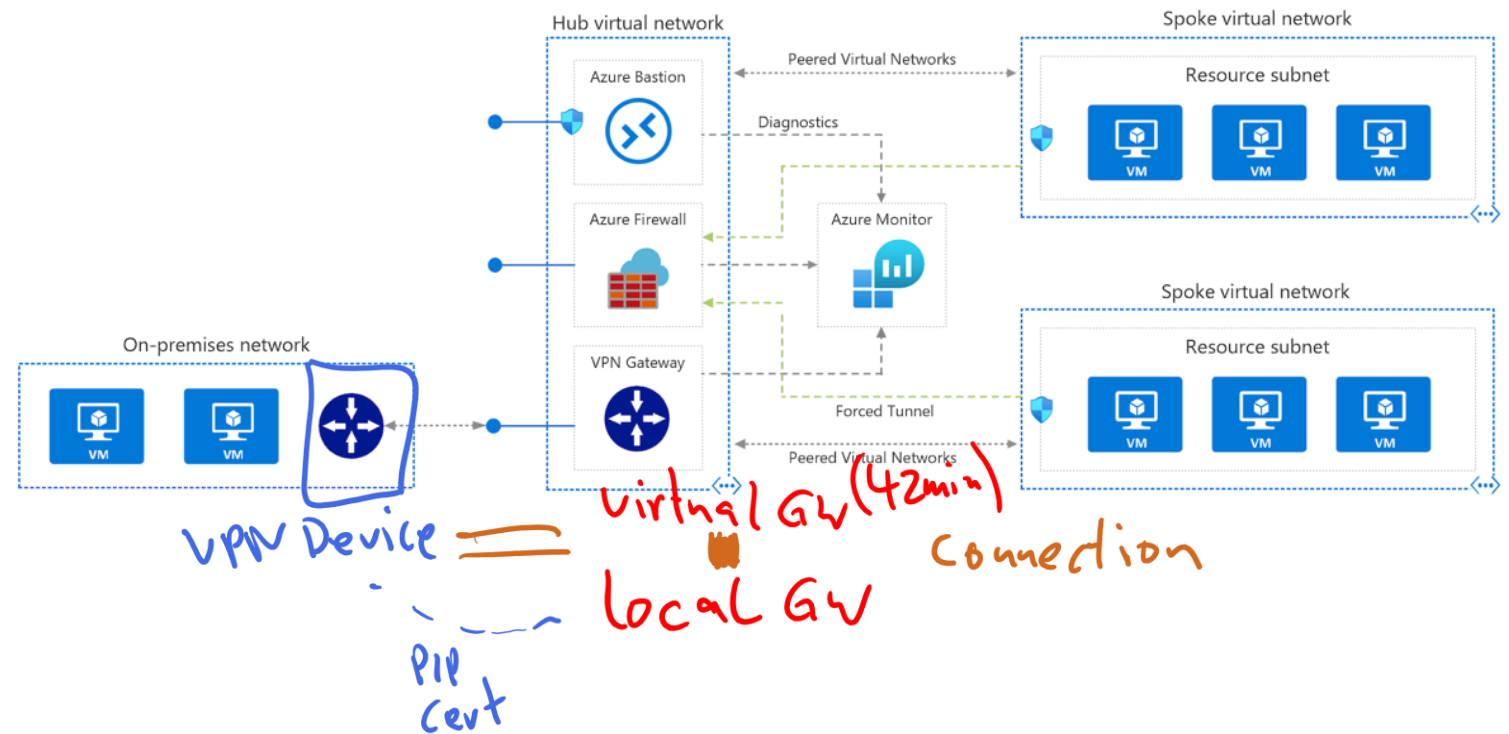 Hub virtual network
Spoke virtual network
Azure Bastion
Peered Virtual Networks
Resource subnet
Diagnostics
VM
VM
VM
Azure Firewall
Azure Monitor
Spoke virtual network
On-premises network
VPN Gateway
Resource subnet
VM
VM
Forced Tunnel
VM
VM
VM
Peered Virtual Networks
Virtual GW (42min)
VPN Device
Connection
local GW
PIP
Cert